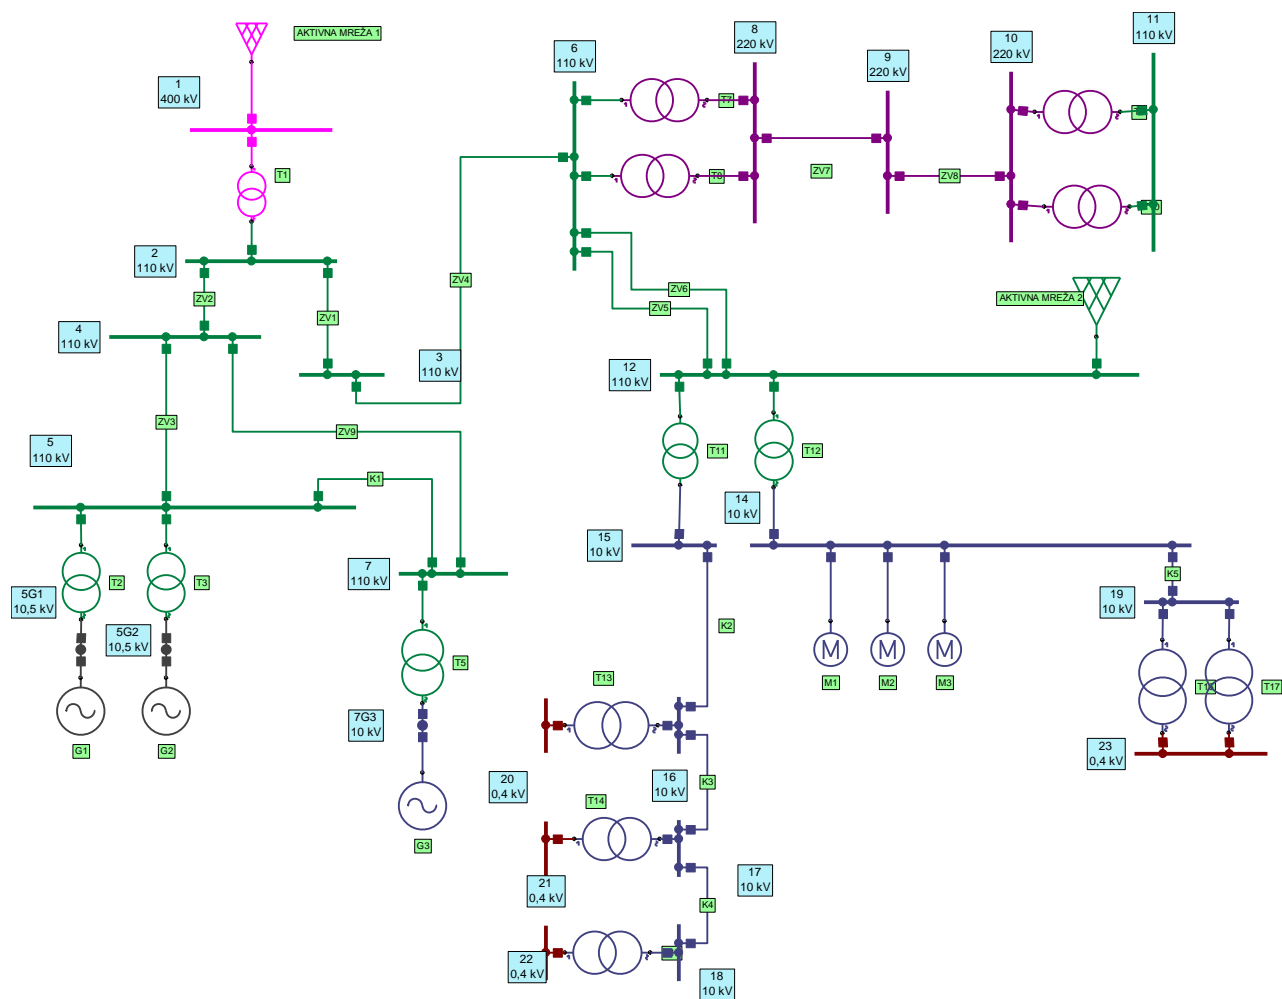 AKTIVNA MREŽA 1
1
400 kV
T1
2
110 kV
ZV2
ZV1
4
110 kV
3
110 kV
ZV4
ZV3
ZV9
5
110 kV
K1
T2
T3
5G1
10,5 kV
5G2
10,5 kV
G1
G2
7
110 kV
T5
7G3
10 kV
G3
6
110 kV
T7
T8
8
220 kV
ZV7
9
220 kV
ZV8
10
220 kV
11
110 kV
ZV6
ZV5
AKTIVNA MREŽA 2
12
110 kV
T11
T12
14
10 kV
15
10 kV
K2
M
M
M
M1
M2
M3
K5
19
10 kV
T17
23
0,4 kV
T13
20
0,4 kV
16
10 kV
K3
T14
21
0,4 kV
17
10 kV
K4
22
0,4 kV
18
10 kV